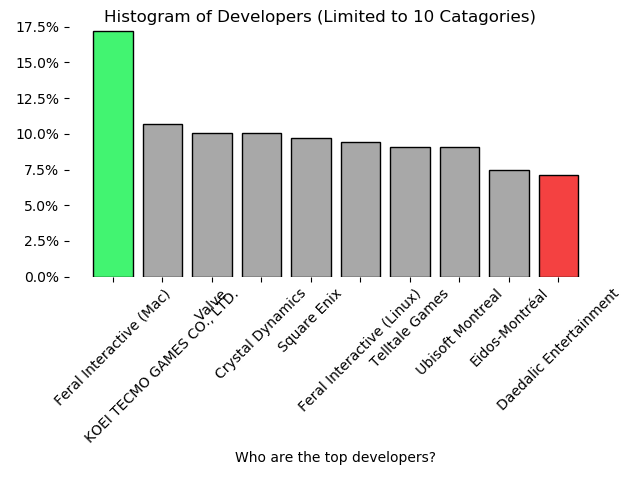 Histogram of Developers (Limited to 10 Catagories)
17.5%
15.0%
12.5%
10.0%
7.5%
5.0%
2.5%
0.0%
Feral Interactive (Mac)
KOEI TECMO GAMES CO., LTD.
Valve
Crystal Dynamics
Square Enix
Feral Interactive (Linux)
Telltale Games
Ubisoft Montreal
Eidos-Montréal
Daedalic Entertainment
Who are the top developers?